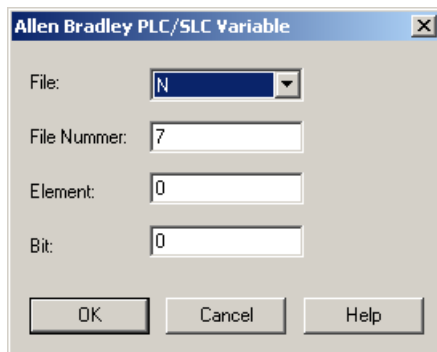 Allen Bradley PLC/SLC Variable
File: N
File Nummer: 7
Element: 0
Bit: 0
OK Cancel Help